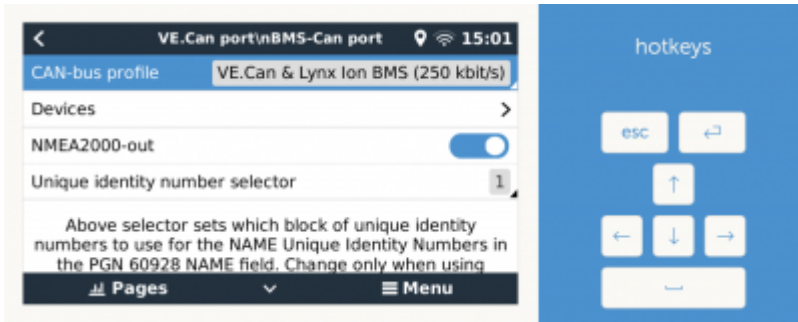 VE.Can port\nBMS-Can port 15:01
CAN-bus profile VE.Can & Lynx Ion BMS (250 kbit/s)
Devices
NMEA2000-out
Unique identity number selector 1
Above selector sets which block of unique identity
numbers to use for the NAME Unique Identity Numbers in
the PGN 60928 NAME field. Change only when using
Pages Menu
hotkeys
esc